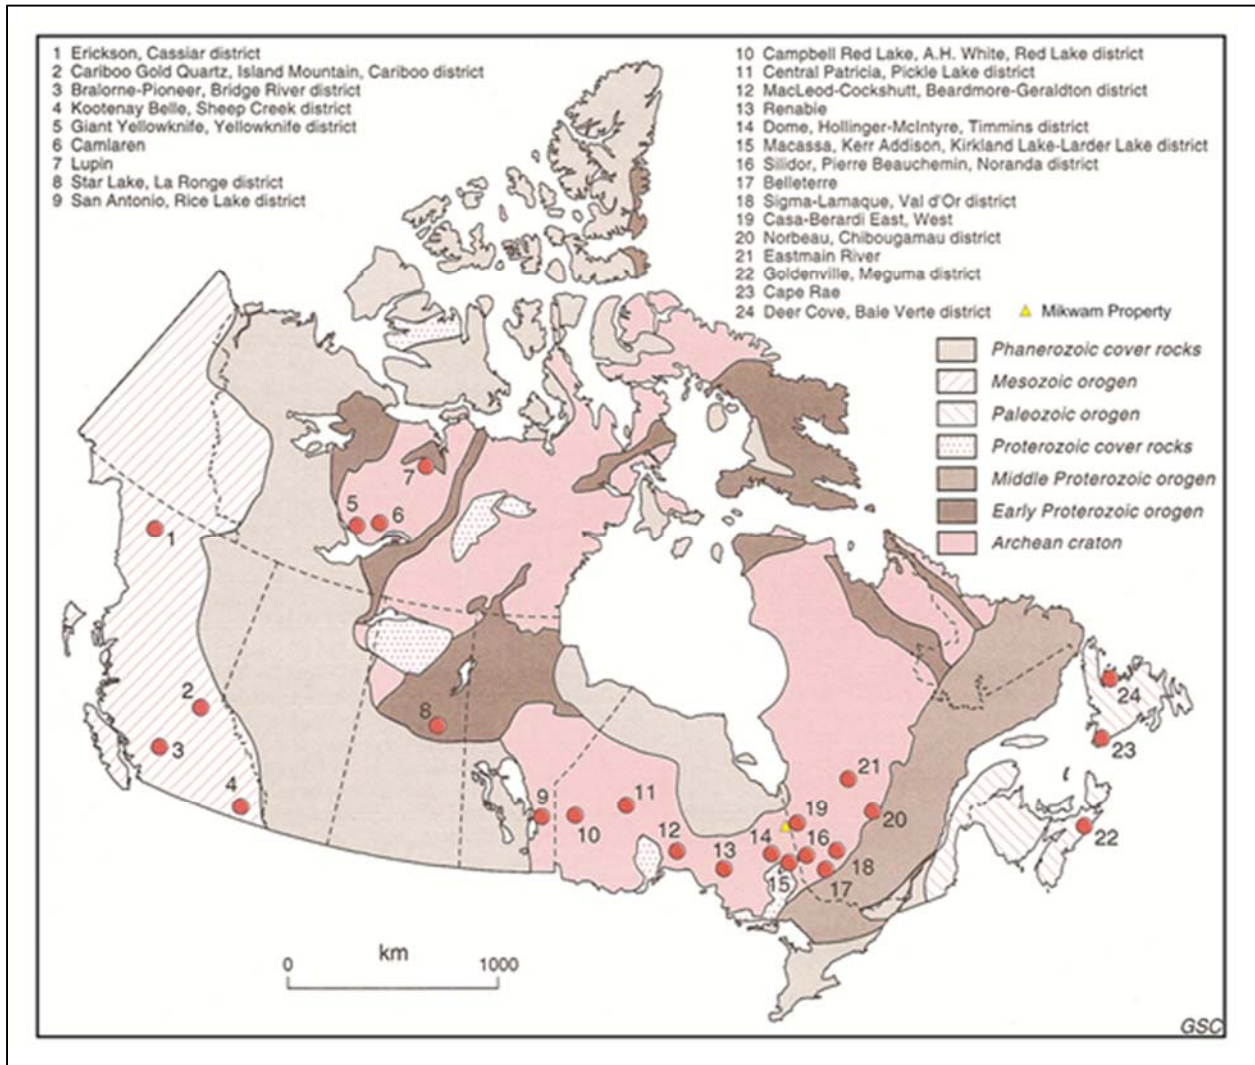 1 Erickson, Cassiar district
2 Cariboo Gold Quartz, Island Mountain, Cariboo district
3 Bralorne-Pioneer, Bridge River district
4 Kootenay Belle, Sheep Creek district
5 Giant Yellowknife, Yellowknife district
6 Camlaren
7 Lupin
8 Star Lake, La Ronge district
9 San Antonio, Rice Lake district
10 Campbell Red Lake, A.H. White, Red Lake district
11 Central Patricia, Pickle Lake district
12 MacLeod-Cockshutt, Beardmore-Geraldton district
13 Renabie
14 Dome, Hollinger-McIntyre, Timmins district
15 Macassa, Kerr Addison, Kirkland Lake-Larder Lake district
16 Silidor, Pierre Beauchemin, Noranda district
17 Belleterre
18 Sigma-Lamaque, Val d'Or district
19 Casa-Berardi East, West
20 Norbeau, Chibougamau district
21 Eastmain River
22 Goldenville, Meguma district
23 Cape Rae
24 Deer Cove, Baie Verte district
Mikwam Property
Phanerozoic cover rocks
Mesozoic orogen
Paleozoic orogen
Proterozoic cover rocks
Middle Proterozoic orogen
Early Proterozoic orogen
Archean craton
7
5
6
1
2
3
4
8
9
10
11
12
13
14
15
16
17
18
19
20
21
22
23
24
km
0
1000
GSC